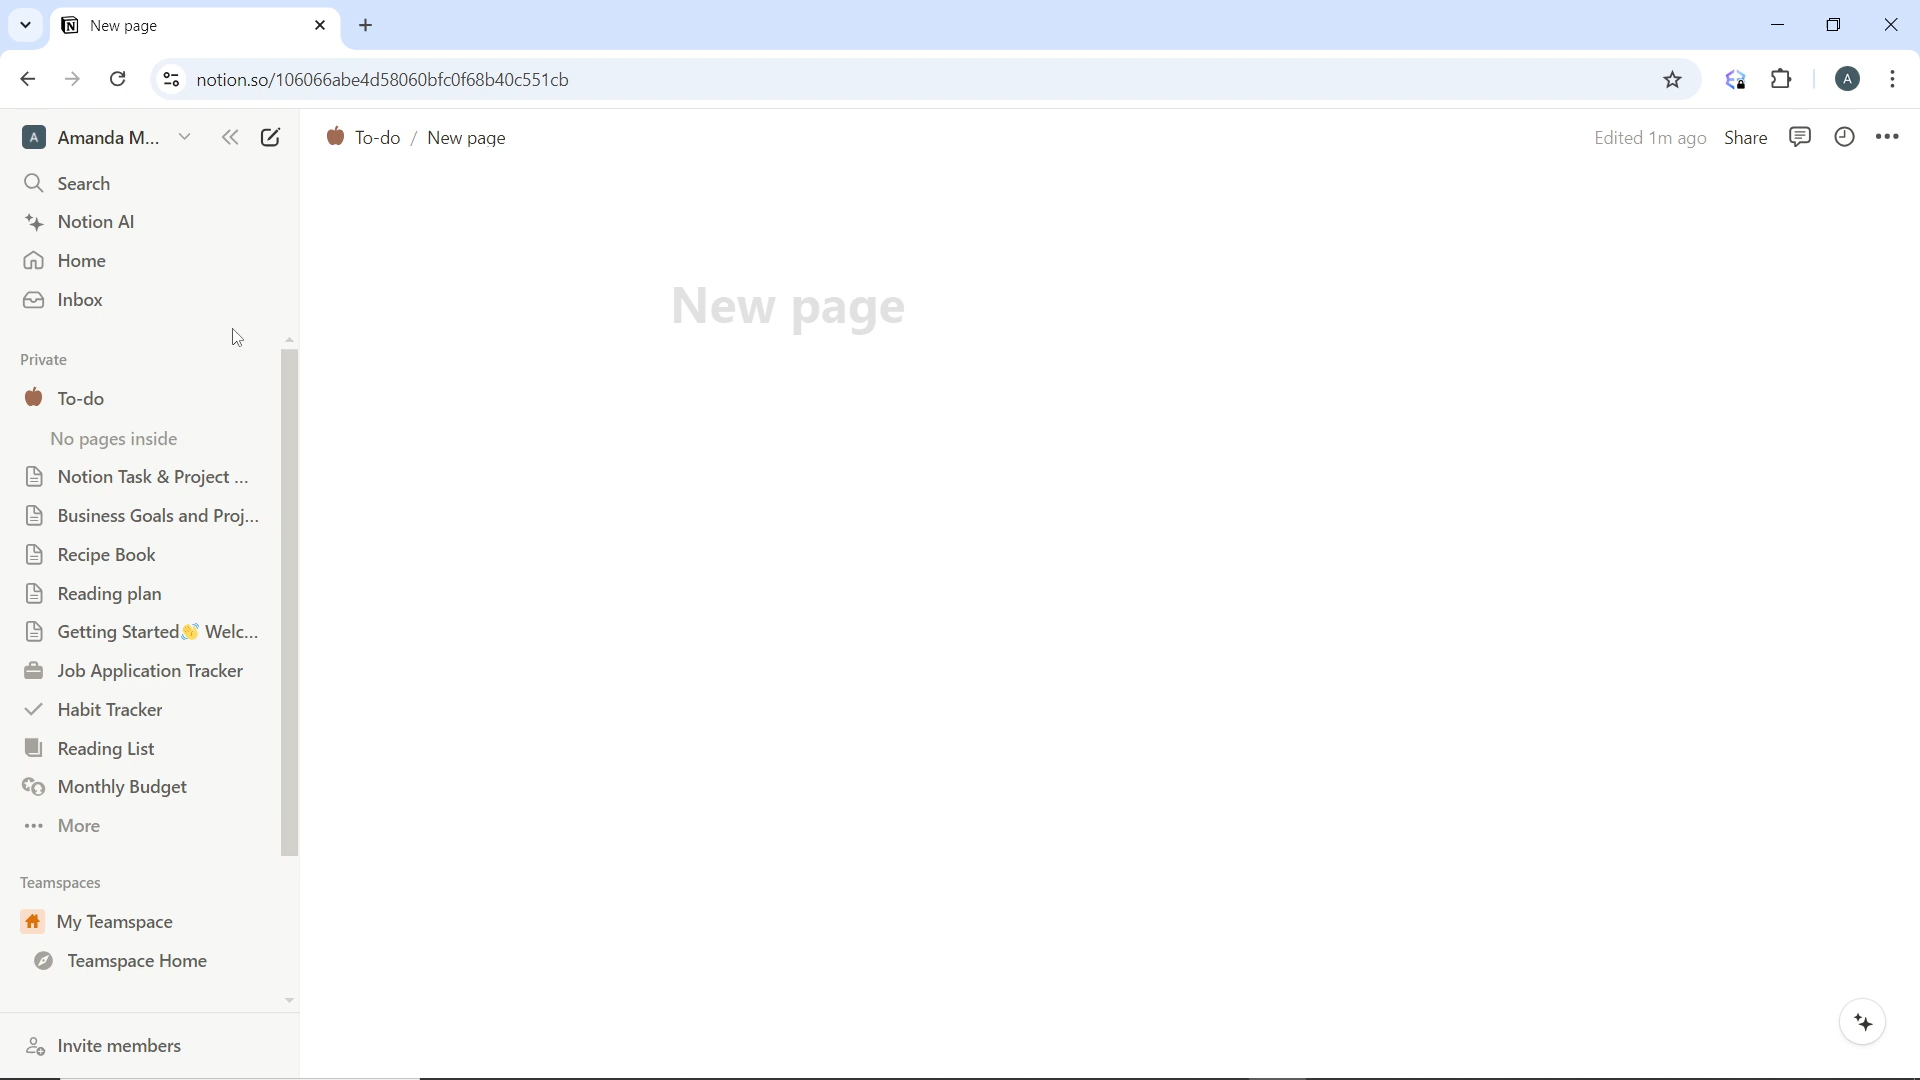 New page
notion.so/106066abe4d58060bfc0f68b40c551cb
A
A Amanda M...
To-do / New page
Edited 1m ago Share
Search
Notion AI
Home
Inbox
New page
Private
To-do
No pages inside
Notion Task & Project ...
Business Goals and Proj...
Recipe Book
Reading plan
Getting Started👋 Welc...
Job Application Tracker
Habit Tracker
Reading List
Monthly Budget
More
Teamspaces
My Teamspace
Teamspace Home
Invite members